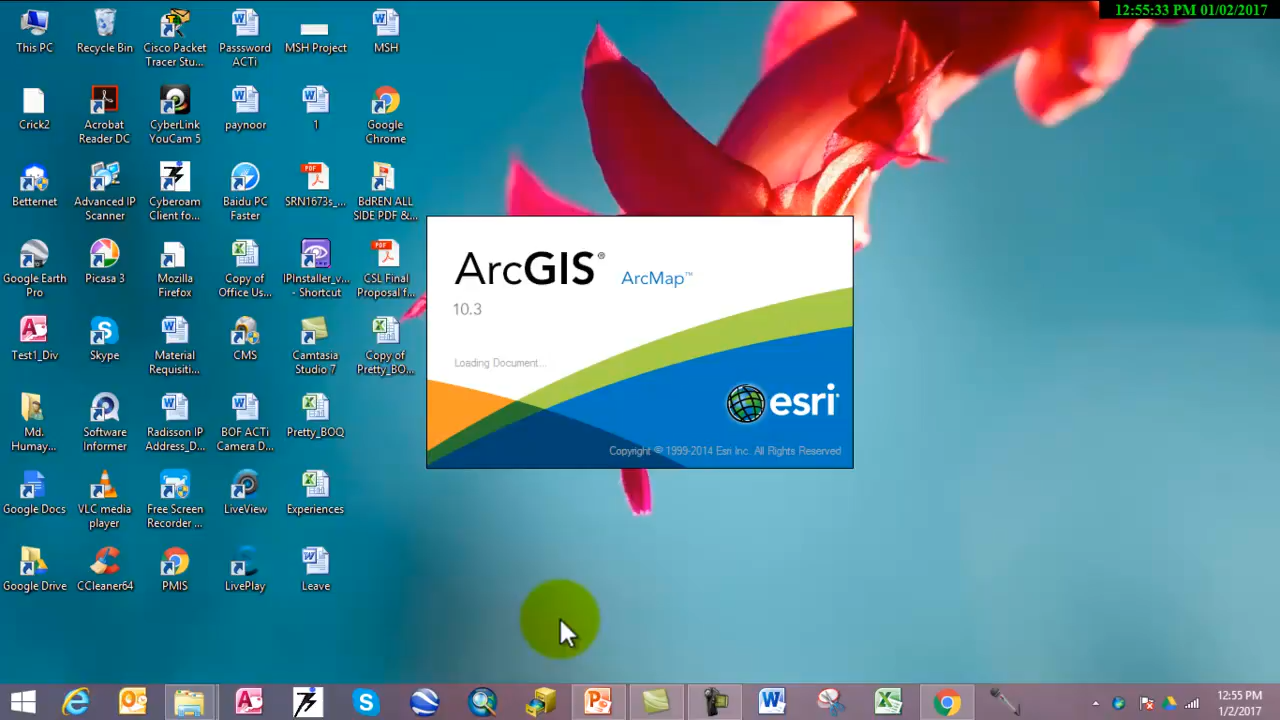 12:55:33 PM 01/02/2017
This PC
Recycle Bin
Cisco Packet
Tracer Stu...
Passsword
ACTi
MSH Project
MSH
Crick2
Acrobat
Reader DC
CyberLink
YouCam 5
paynoor
1
Google
Chrome
Betternet
Advanced IP
Scanner
Cyberoam
Client fo...
Baidu PC
Faster
PDF
SRN1673s_...
BdREN ALL
SIDE PDF &...
Google Earth
Pro
Picasa 3
Mozilla
Firefox
Copy of
Office Us...
IPInstaller_v...
- Shortcut
PDF
CSL Final
Proposal f...
Test1_Div
Skype
Material
Requisiti...
CMS
Camtasia
Studio 7
Copy of
Pretty_BO...
Md.
Humay...
Software
Informer
Radisson IP
Address_D...
BOF ACTi
Camera D...
Pretty_BOQ
Google Docs
VLC media
player
Free Screen
Recorder ...
LiveView
Experiences
Google Drive
CCleaner64
PMIS
LivePlay
Leave
ArcGIS®
ArcMap™
10.3
Loading Document...
esri
Copyright © 1999-2014 Esri Inc. All Rights Reserved
12:55 PM
1/2/2017